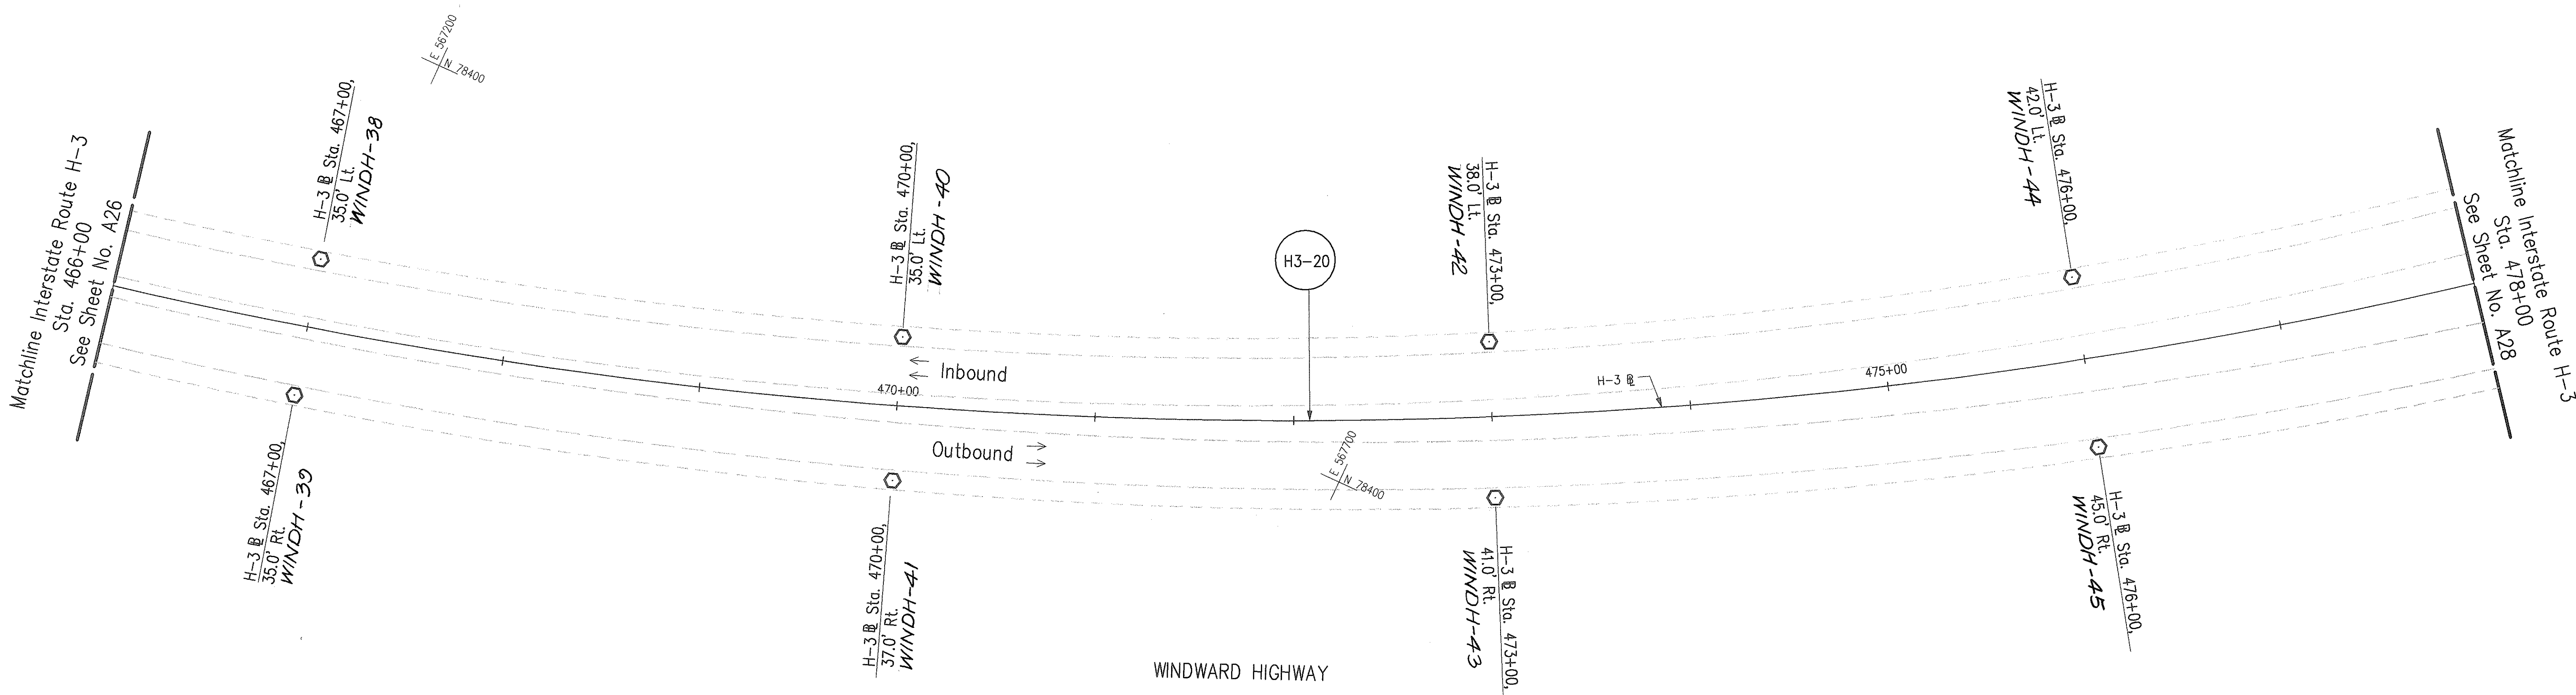 E 567200
N 78400
Matchline Interstate Route H-3
Sta. 466+00
See Sheet No. A26
H-3 B̲L Sta. 467+00,
35.0' Lt.
WINDH-38
H-3 B̲L Sta. 470+00,
35.0' Lt.
WINDH-40
H3-20
H-3 B̲L Sta. 473+00,
38.0' Lt.
WINDH-42
H-3 B̲L Sta. 476+00,
42.0' Lt.
WINDH-44
Matchline Interstate Route H-3
Sta. 478+00
See Sheet No. A28
← Inbound
←
470+00
H-3 B̲L
475+00
Outbound →
→
E 567700
N 78400
H-3 B̲L Sta. 467+00,
35.0' Rt.
WINDH-39
H-3 B̲L Sta. 470+00,
37.0' Rt.
WINDH-41
H-3 B̲L Sta. 473+00,
41.0' Rt.
WINDH-43
H-3 B̲L Sta. 476+00,
45.0' Rt.
WINDH-45
WINDWARD HIGHWAY